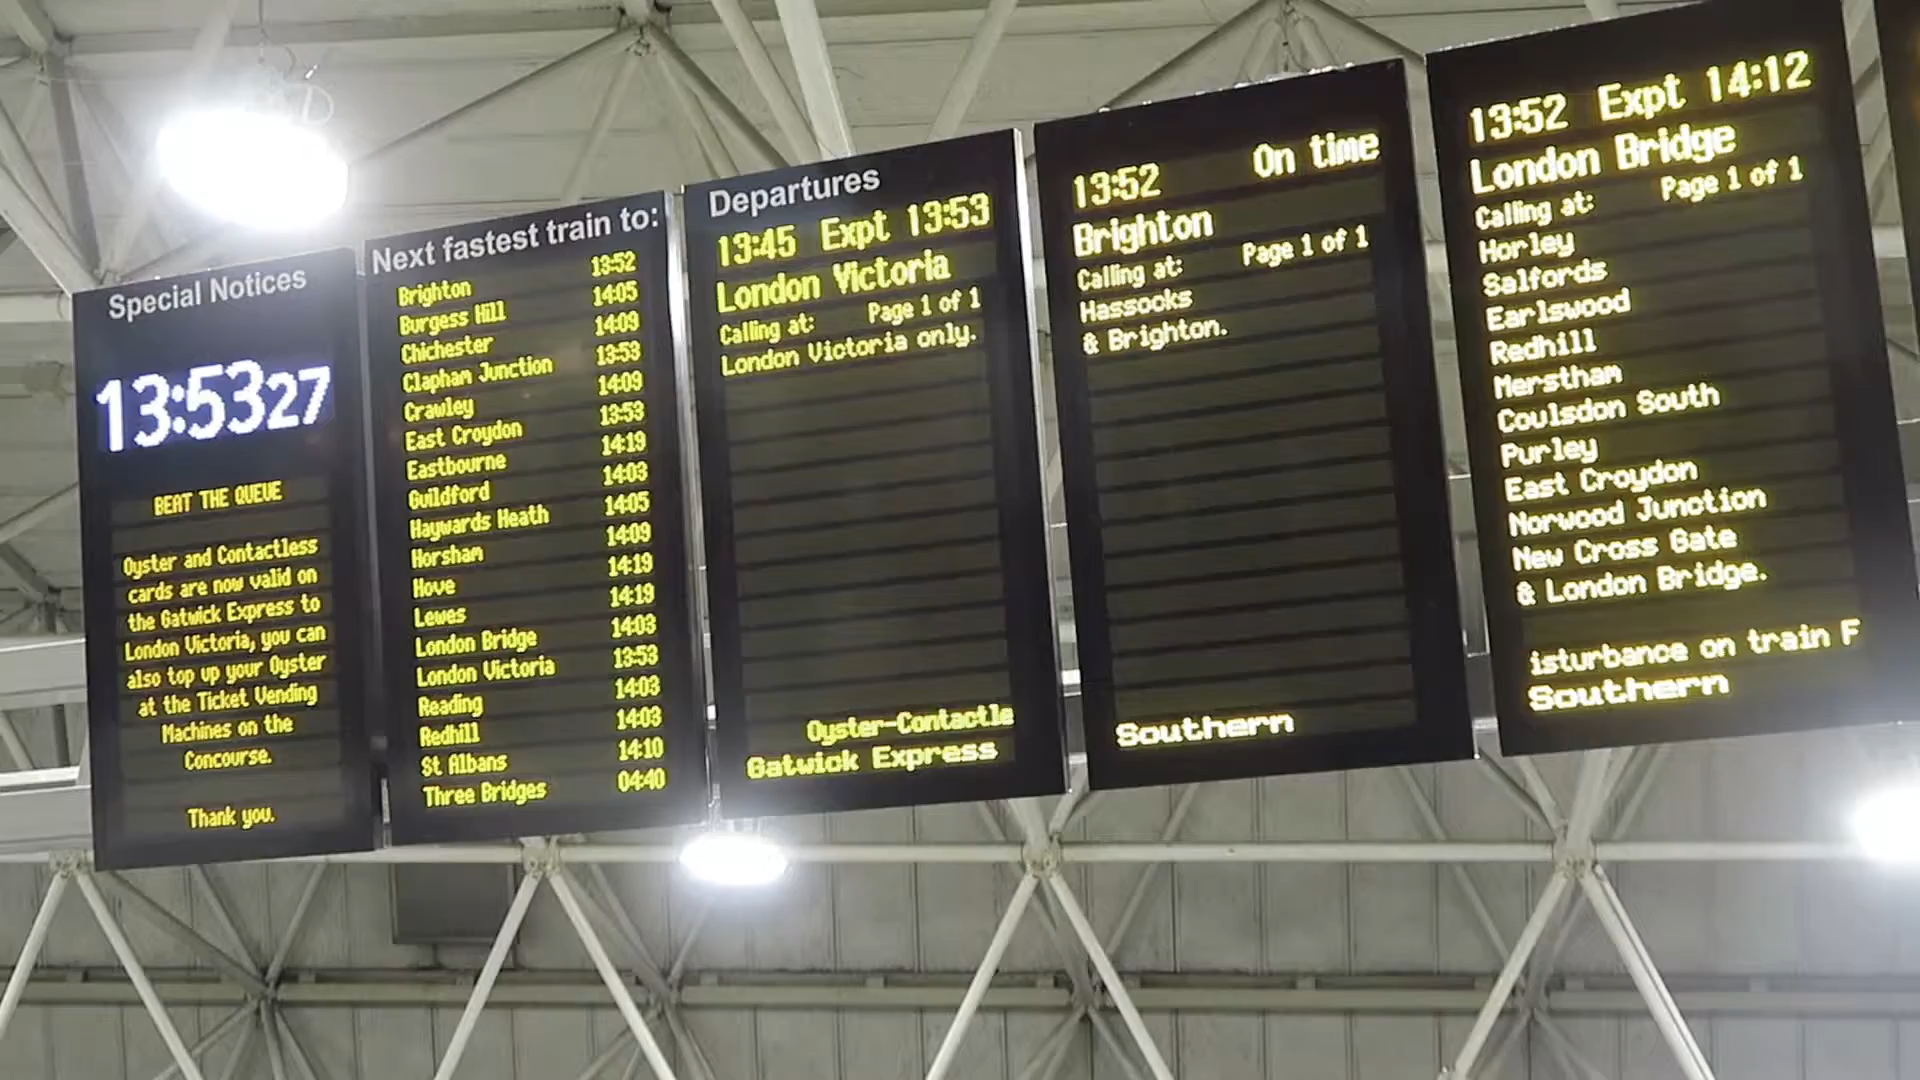 Special Notices
13:53 27
BEAT THE QUEUE
Oyster and Contactless
cards are now valid on
the Gatwick Express to
London Victoria, you can
also top up your Oyster
at the Ticket Vending
Machines on the
Concourse.
Thank you.
Next fastest train to:
Brighton 13:52
Burgess Hill 14:05
Chichester 14:09
Clapham Junction 13:53
Crawley 14:09
East Croydon 13:53
Eastbourne 14:19
Guildford 14:03
Haywards Heath 14:05
Horsham 14:09
Hove 14:19
Lewes 14:19
London Bridge 14:03
London Victoria 13:53
Reading 14:03
Redhill 14:03
St Albans 14:10
Three Bridges 04:40
Departures
13:45 Expt 13:53
London Victoria
Calling at: Page 1 of 1
London Victoria only.
Oyster-Contactle
Gatwick Express
13:52 On time
Brighton
Calling at: Page 1 of 1
Hassocks
& Brighton.
Southern
13:52 Expt 14:12
London Bridge
Calling at: Page 1 of 1
Horley
Salfords
Earlswood
Redhill
Merstham
Coulsdon South
Purley
East Croydon
Norwood Junction
New Cross Gate
& London Bridge.
isturbance on train F
Southern